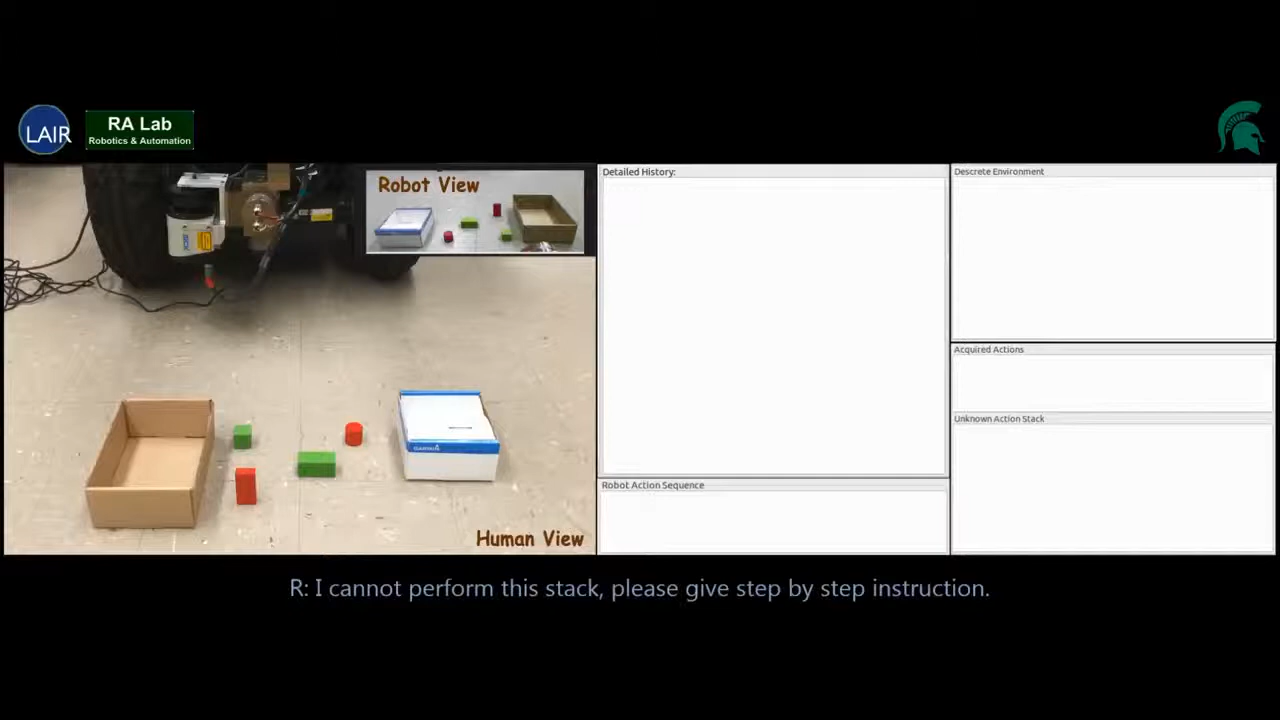 LAIR
RA Lab
Robotics & Automation
Robot View
Human View
Detailed History:
Robot Action Sequence
Descrete Environment
Acquired Actions
Unknown Action Stack
R: I cannot perform this stack, please give step by step instruction.